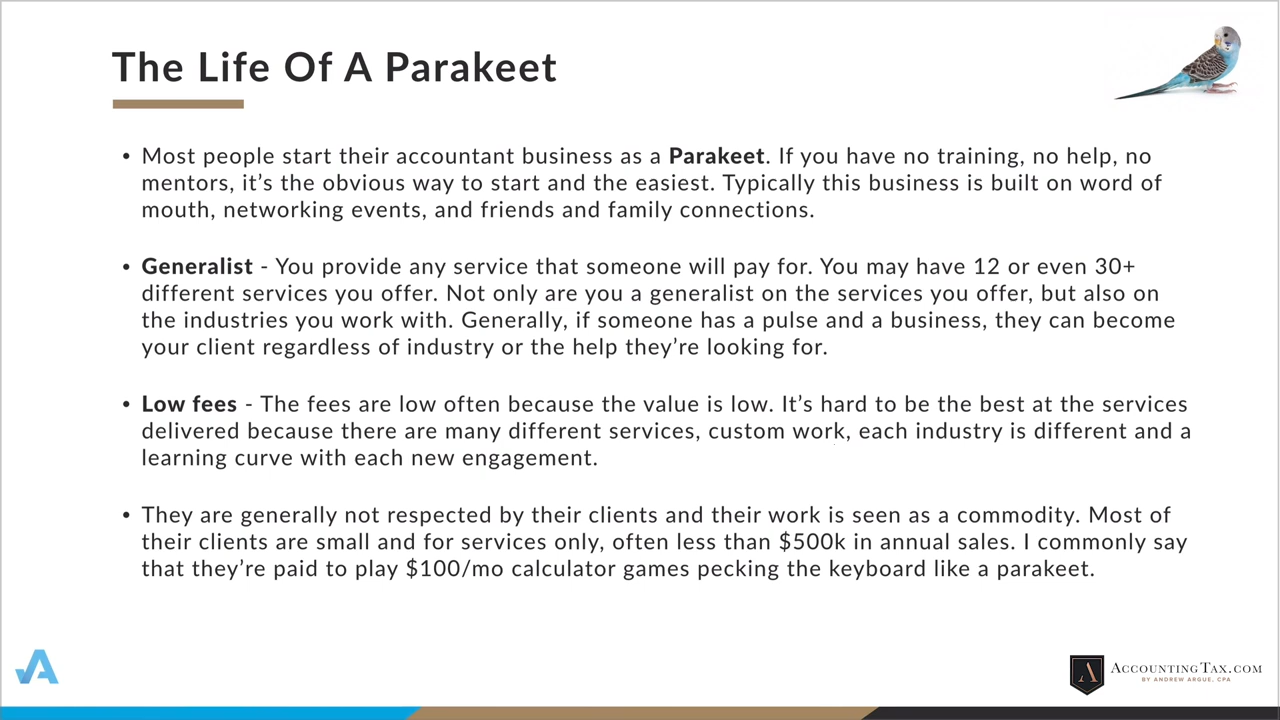 The Life Of A Parakeet
• Most people start their accountant business as a Parakeet. If you have no training, no help, no
mentors, it’s the obvious way to start and the easiest. Typically this business is built on word of
mouth, networking events, and friends and family connections.
• Generalist - You provide any service that someone will pay for. You may have 12 or even 30+
different services you offer. Not only are you a generalist on the services you offer, but also on
the industries you work with. Generally, if someone has a pulse and a business, they can become
your client regardless of industry or the help they’re looking for.
• Low fees - The fees are low often because the value is low. It’s hard to be the best at the services
delivered because there are many different services, custom work, each industry is different and a
learning curve with each new engagement.
• They are generally not respected by their clients and their work is seen as a commodity. Most of
their clients are small and for services only, often less than $500k in annual sales. I commonly say
that they’re paid to play $100/mo calculator games pecking the keyboard like a parakeet.
A
AccountingTax.com
BY ANDREW ARGUE, CPA